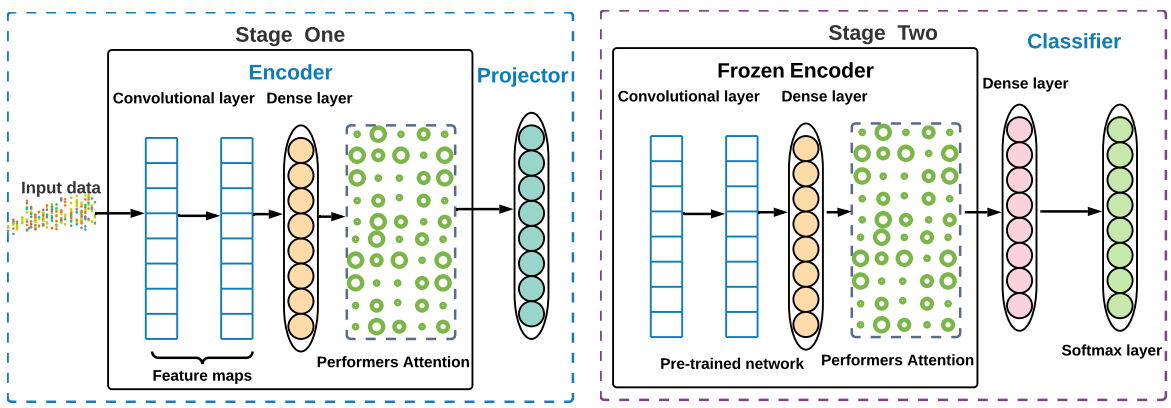 Stage One
Encoder
Projector
Convolutional layer
Dense layer
Input data
Performers Attention
Feature maps
Stage Two
Classifier
Frozen Encoder
Dense layer
Convolutional layer
Dense layer
Softmax layer
Pre-trained network
Performers Attention